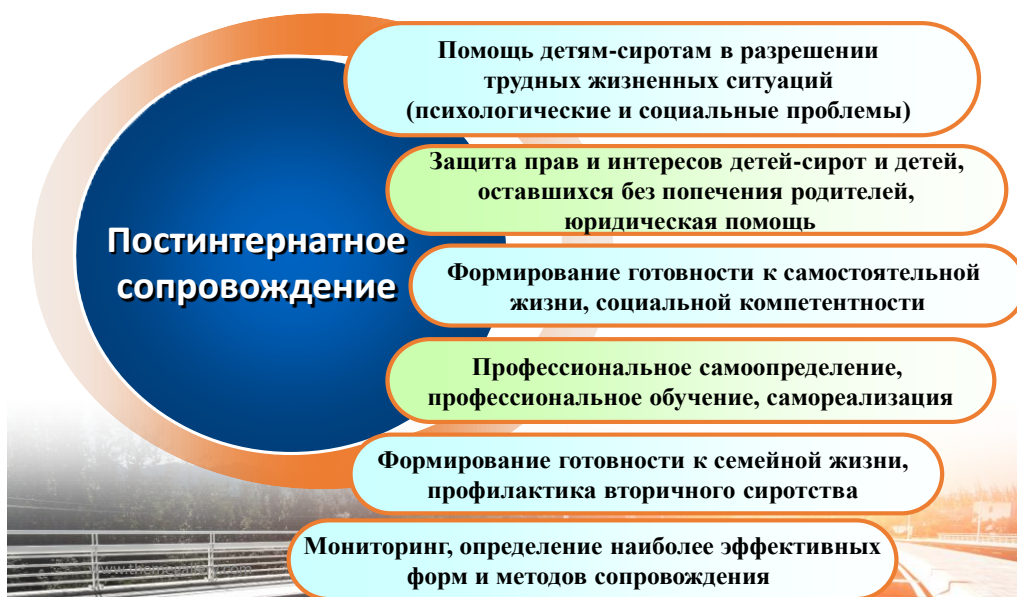 Помощь детям-сиротам в разрешении
трудных жизненных ситуаций
(психологические и социальные проблемы)
Защита прав и интересов детей-сирот и детей,
оставшихся без попечения родителей,
юридическая помощь
Постинтернатное
сопровождение
Формирование готовности к самостоятельной
жизни, социальной компетентности
Профессиональное самоопределение,
профессиональное обучение, самореализация
Формирование готовности к семейной жизни,
профилактика вторичного сиротства
Мониторинг, определение наиболее эффективных
форм и методов сопровождения